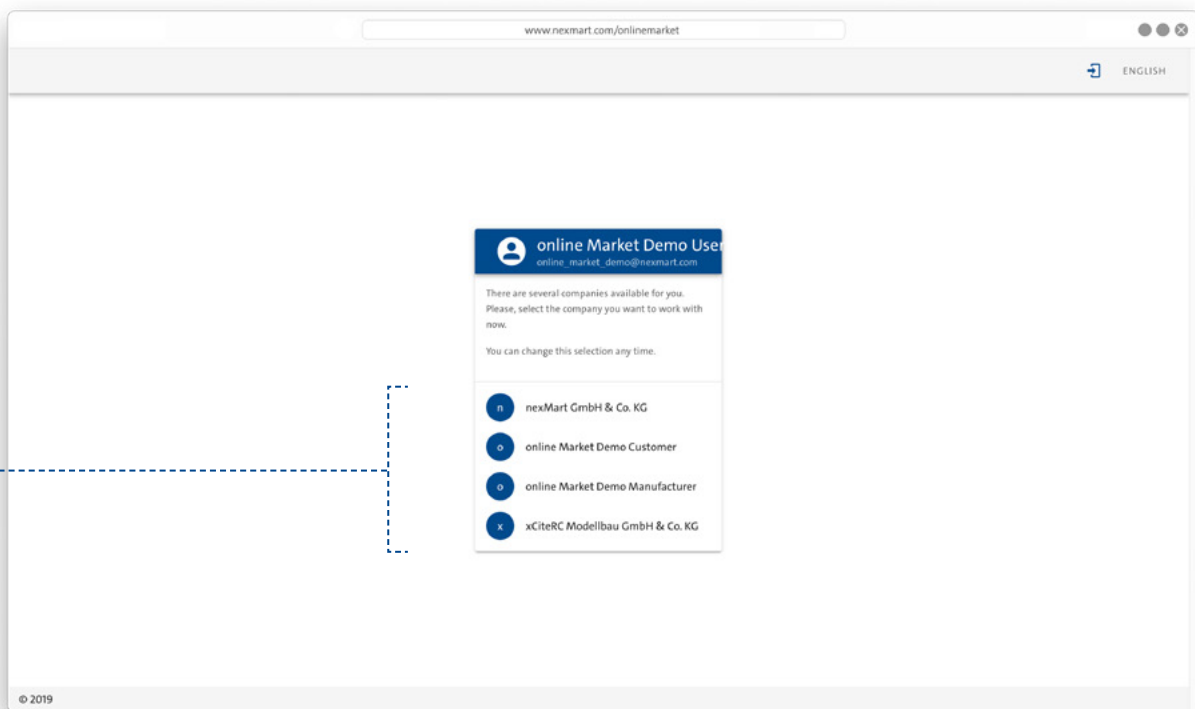 www.nexmart.com/onlinemarket
ENGLISH
online Market Demo User
online_market_demo@nexmart.com
There are several companies available for you.
Please, select the company you want to work with
now.
You can change this selection any time.
n nexMart GmbH & Co. KG
o online Market Demo Customer
o online Market Demo Manufacturer
x xCiteRC Modellbau GmbH & Co. KG
© 2019